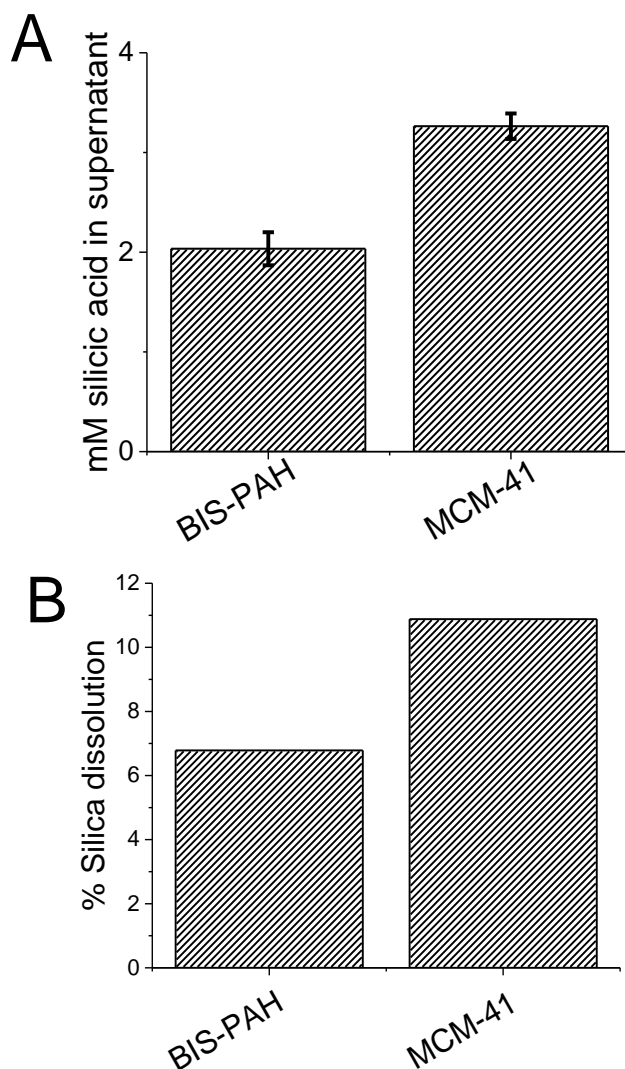 A
mM silicic acid in supernatant
4
2
0
BIS-PAH
MCM-41
B
% Silica dissolution
12
10
8
6
4
2
0
BIS-PAH
MCM-41